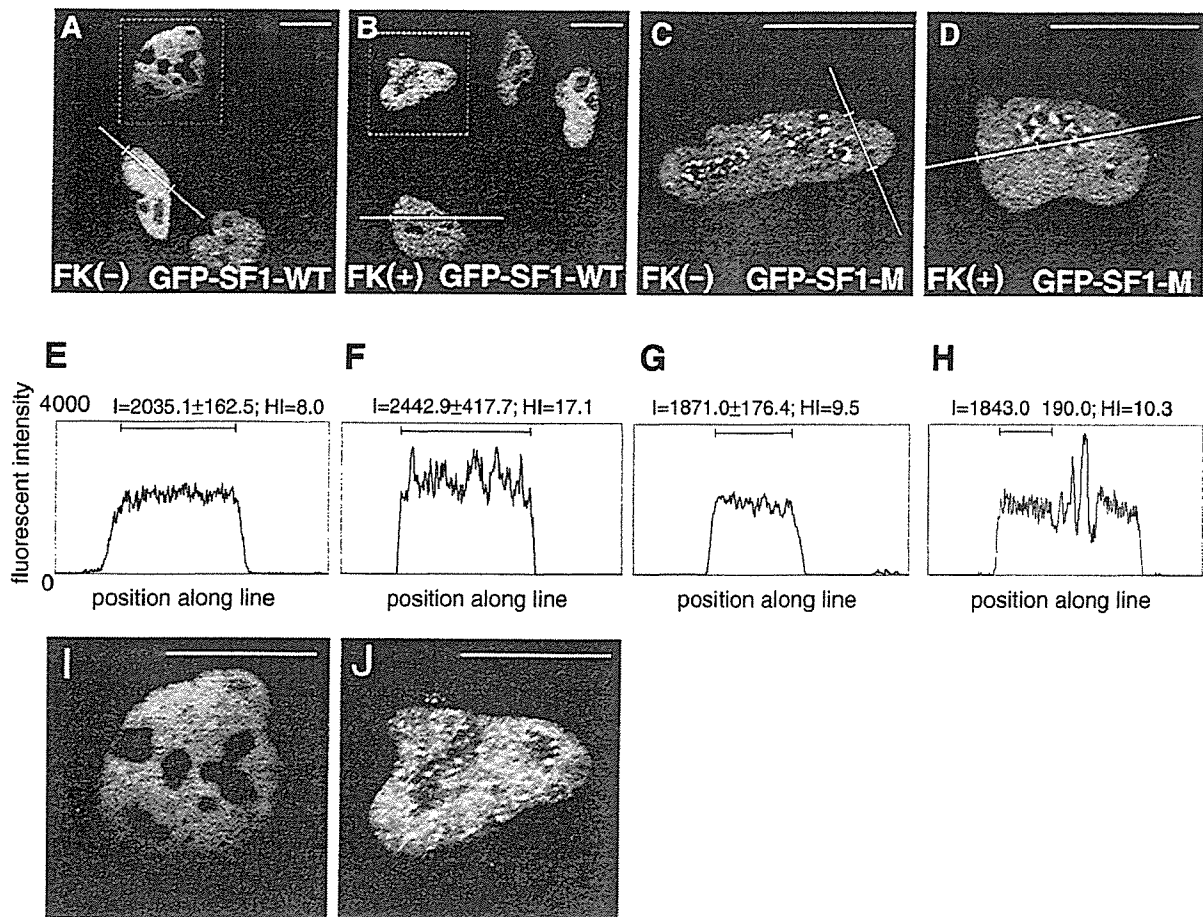 A
FK(-) GFP-SF1-WT
B
FK(+) GFP-SF1-WT
C
FK(-) GFP-SF1-M
D
FK(+) GFP-SF1-M
E
F
G
H
fluorescent intensity
4000
0
I=2035.1±162.5; HI=8.0
I=2442.9±417.7; HI=17.1
I=1871.0±176.4; HI=9.5
I=1843.0 190.0; HI=10.3
position along line
position along line
position along line
position along line
I
J